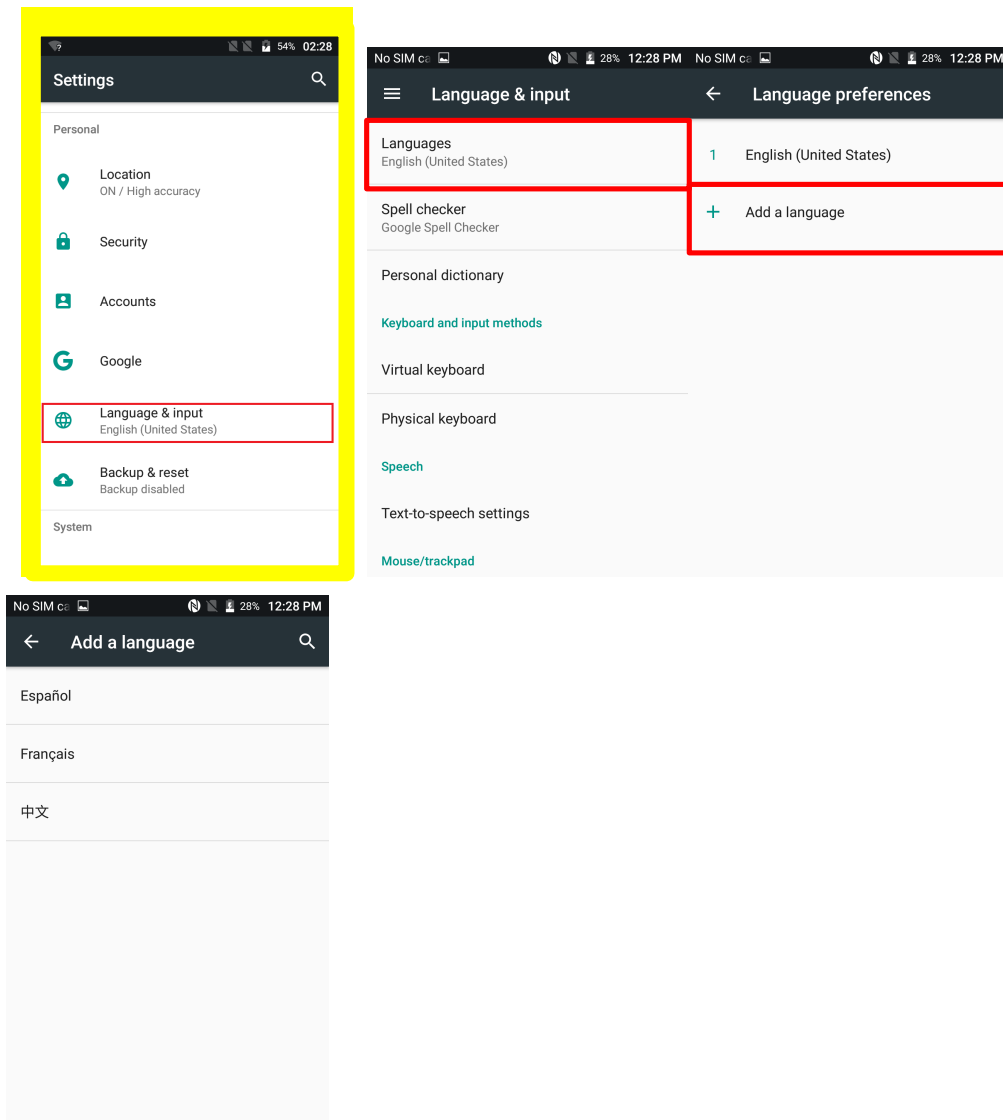 54% 02:28
Settings
Personal
Location
ON / High accuracy
Security
Accounts
Google
Language & input
English (United States)
Backup & reset
Backup disabled
System
No SIM ca 28% 12:28 PM
Language & input
Languages
English (United States)
Spell checker
Google Spell Checker
Personal dictionary
Keyboard and input methods
Virtual keyboard
Physical keyboard
Speech
Text-to-speech settings
Mouse/trackpad
No SIM ca 28% 12:28 PM
Language preferences
1 English (United States)
+ Add a language
No SIM ca 28% 12:28 PM
Add a language
Español
Français
中文